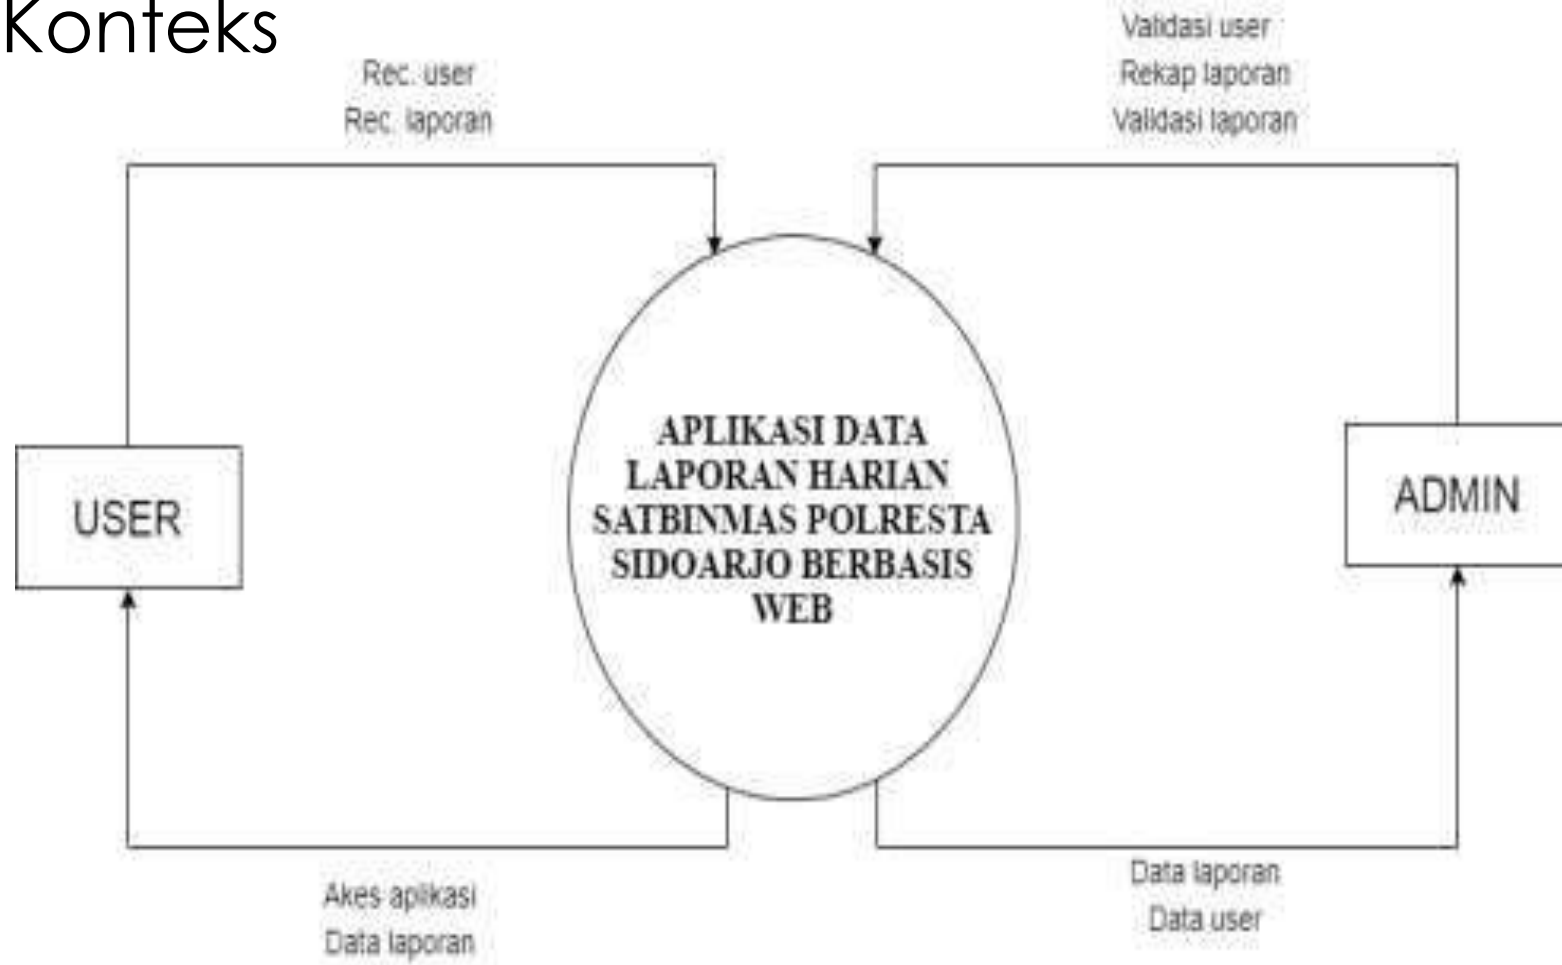 Konteks
Rec. user
Rec. laporan
Validasi user
Rekap laporan
Validasi laporan
USER
APLIKASI DATA
LAPORAN HARIAN
SATBINMAS POLRESTA
SIDOARJO BERBASIS
WEB
ADMIN
Akes aplikasi
Data laporan
Data laporan
Data user